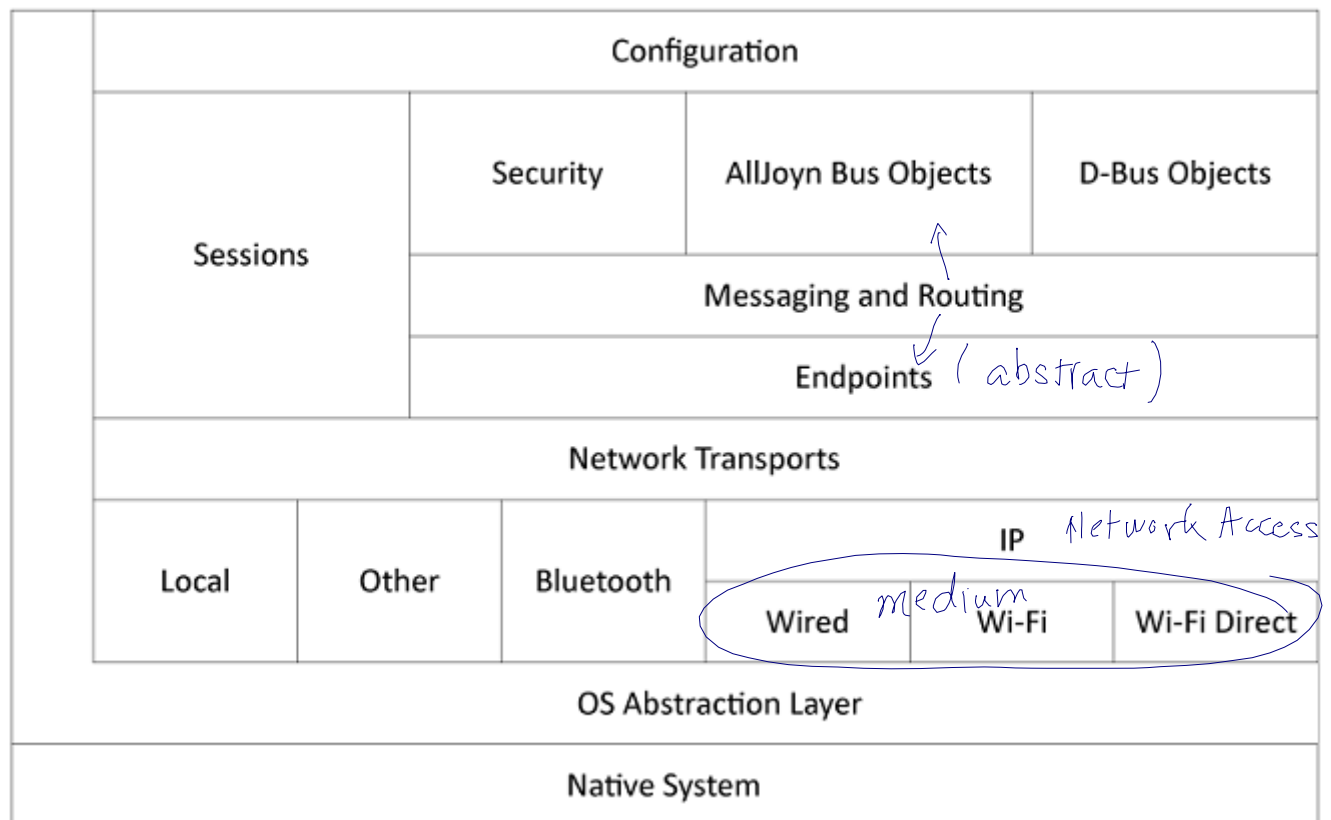 Configuration
Security AllJoyn Bus Objects D-Bus Objects
Sessions
Messaging and Routing
Endpoints (abstract)
Network Transports
IP Network Access
Local Other Bluetooth
medium
Wired Wi-Fi Wi-Fi Direct
OS Abstraction Layer
Native System